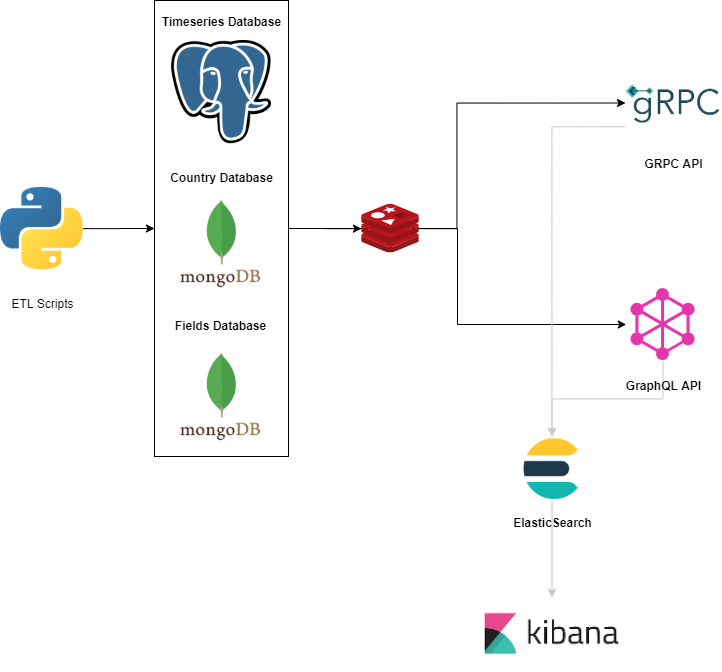 Timeseries Database
Country Database
mongoDB
Fields Database
mongoDB
ETL Scripts
gRPC
GRPC API
GraphQL API
ElasticSearch
kibana